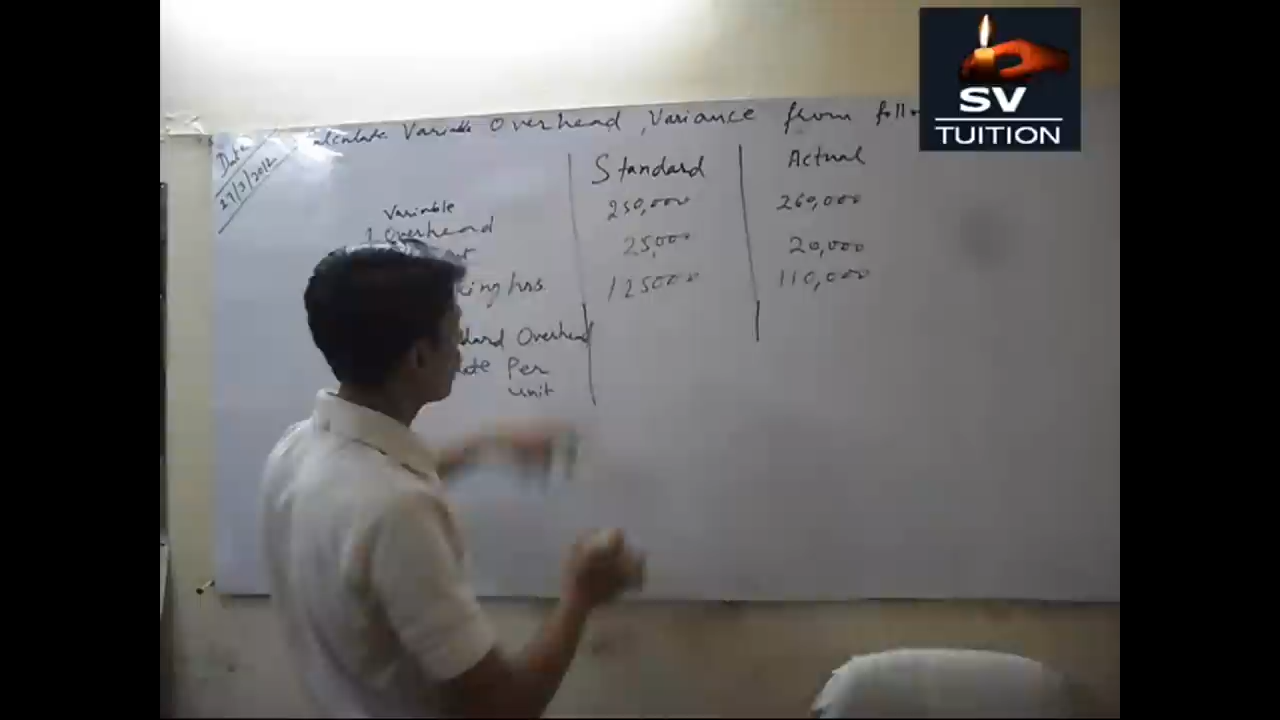 Date
27/3/2012
alculate Variable Overhead, Variance from follo
Standard Actual
Variable
Overhead 250,000 260,000
25,000 20,000
king hrs 125000 110,000
dard Overhead
ate Per
unit
SV
TUITION